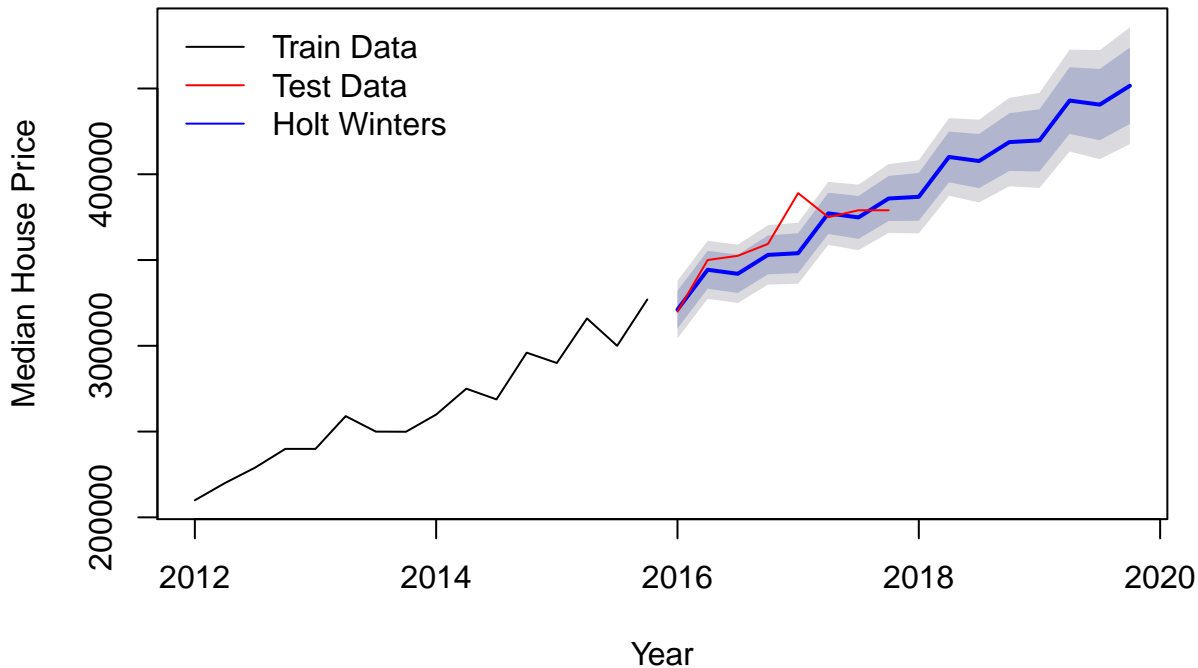 Train Data
Test Data
Holt Winters
Median House Price
400000
300000
200000
2012 2014 2016 2018 2020
Year